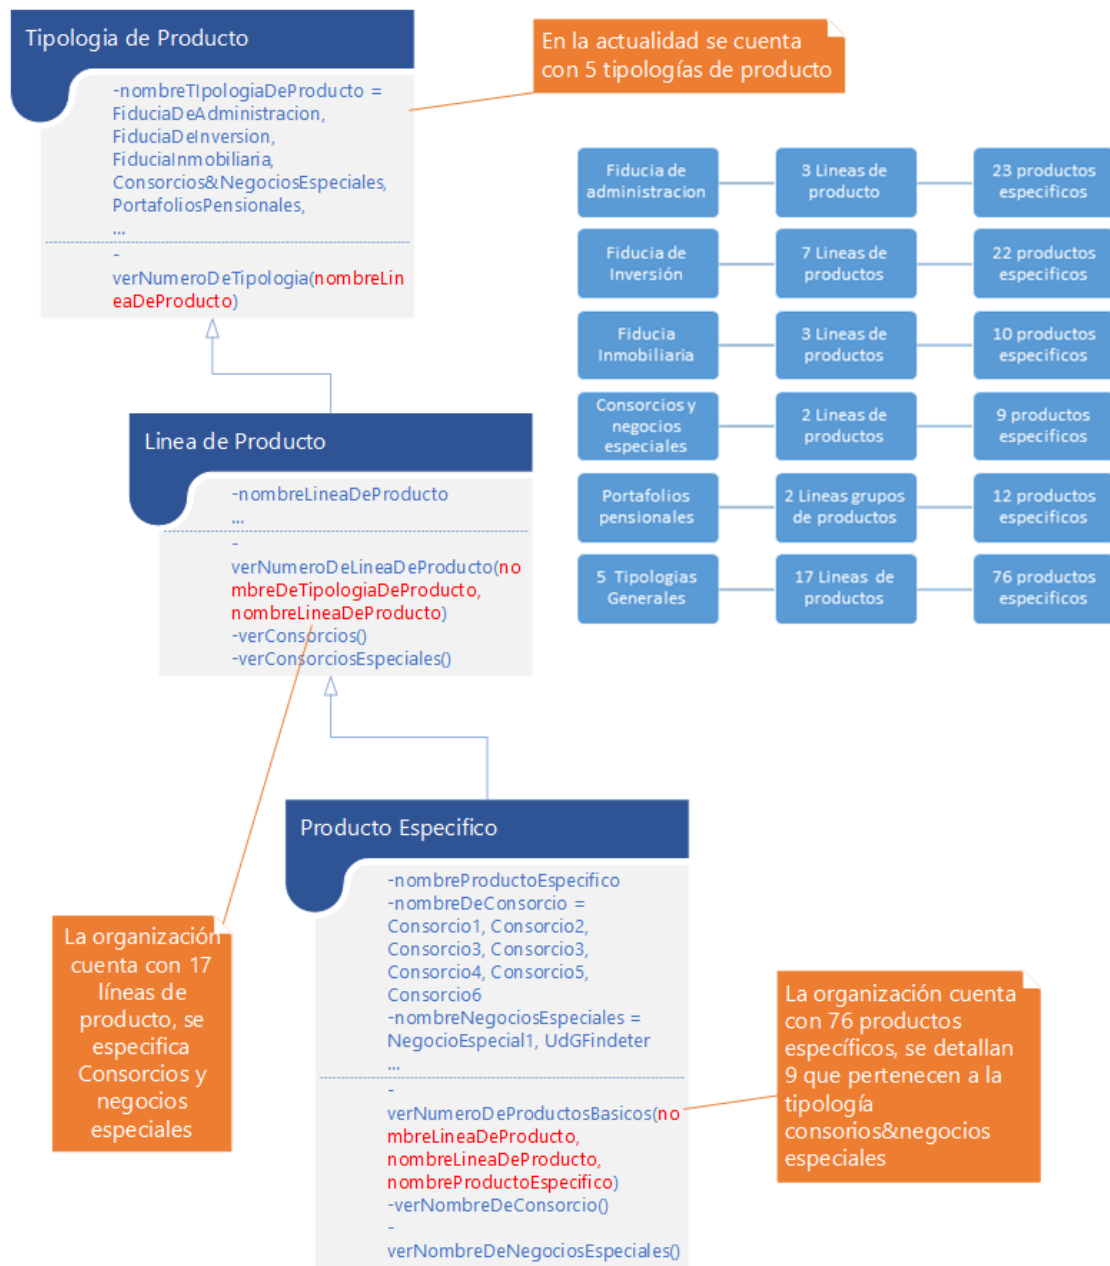 Tipologia de Producto
-nombreTIpologiaDeProducto =
FiduciaDeAdministracion,
FiduciaDeInversion,
FiduciaInmobiliaria,
Consorcios&NegociosEspeciales,
PortafoliosPensionales,
...
-
verNumeroDeTipologia(nombreLin
eaDeProducto)
En la actualidad se cuenta
con 5 tipologías de producto
Fiducia de
administracion
3 Lineas de
producto
23 productos
especificos
Fiducia de
Inversión
7 Lineas de
productos
22 productos
especificos
Fiducia
Inmobiliaria
3 Lineas de
productos
10 productos
especificos
Consorcios y
negocios
especiales
2 Lineas de
productos
9 productos
especificos
Portafolios
pensionales
2 Lineas grupos
de productos
12 productos
especificos
5 Tipologias
Generales
17 Lineas de
productos
76 productos
especificos
Linea de Producto
-nombreLineaDeProducto
...
-
verNumeroDeLineaDeProducto(no
mbreDeTipologiaDeProducto,
nombreLineaDeProducto)
-verConsorcios()
-verConsorciosEspeciales()
Producto Especifico
-nombreProductoEspecifico
-nombreDeConsorcio =
Consorcio1, Consorcio2,
Consorcio3, Consorcio3,
Consorcio4, Consorcio5,
Consorcio6
-nombreNegociosEspeciales =
NegocioEspecial1, UdGFindeter
...
-
verNumeroDeProductosBasicos(no
mbreLineaDeProducto,
nombreLineaDeProducto,
nombreProductoEspecifico)
-verNombreDeConsorcio()
-
verNombreDeNegociosEspeciales()
La organización
cuenta con 17
líneas de
producto, se
especifica
Consorcios y
negocios
especiales
La organización cuenta
con 76 productos
específicos, se detallan
9 que pertenecen a la
tipología
consorios&negocios
especiales